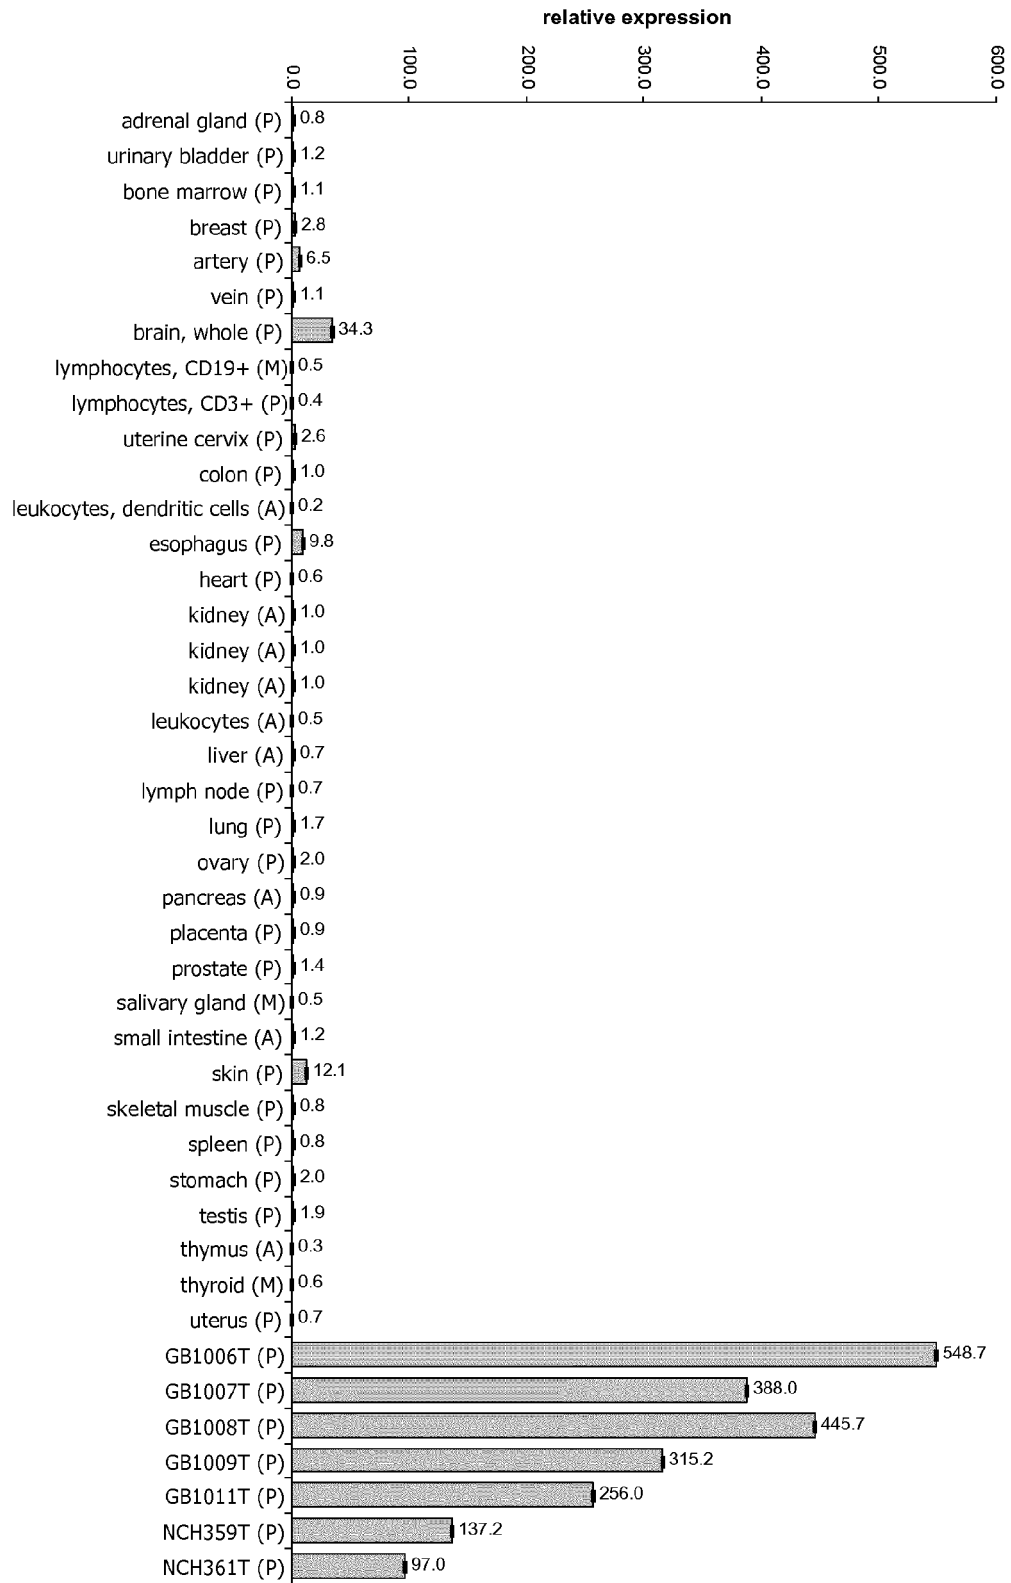 relative expression
0.0 100.0 200.0 300.0 400.0 500.0 600.0
adrenal gland (P) 0.8
urinary bladder (P) 1.2
bone marrow (P) 1.1
breast (P) 2.8
artery (P) 6.5
vein (P) 1.1
brain, whole (P) 34.3
lymphocytes, CD19+ (M) 0.5
lymphocytes, CD3+ (P) 0.4
uterine cervix (P) 2.6
colon (P) 1.0
leukocytes, dendritic cells (A) 0.2
esophagus (P) 9.8
heart (P) 0.6
kidney (A) 1.0
kidney (A) 1.0
kidney (A) 1.0
leukocytes (A) 0.5
liver (A) 0.7
lymph node (P) 0.7
lung (P) 1.7
ovary (P) 2.0
pancreas (A) 0.9
placenta (P) 0.9
prostate (P) 1.4
salivary gland (M) 0.5
small intestine (A) 1.2
skin (P) 12.1
skeletal muscle (P) 0.8
spleen (P) 0.8
stomach (P) 2.0
testis (P) 1.9
thymus (A) 0.3
thyroid (M) 0.6
uterus (P) 0.7
GB1006T (P) 548.7
GB1007T (P) 388.0
GB1008T (P) 445.7
GB1009T (P) 315.2
GB1011T (P) 256.0
NCH359T (P) 137.2
NCH361T (P) 97.0